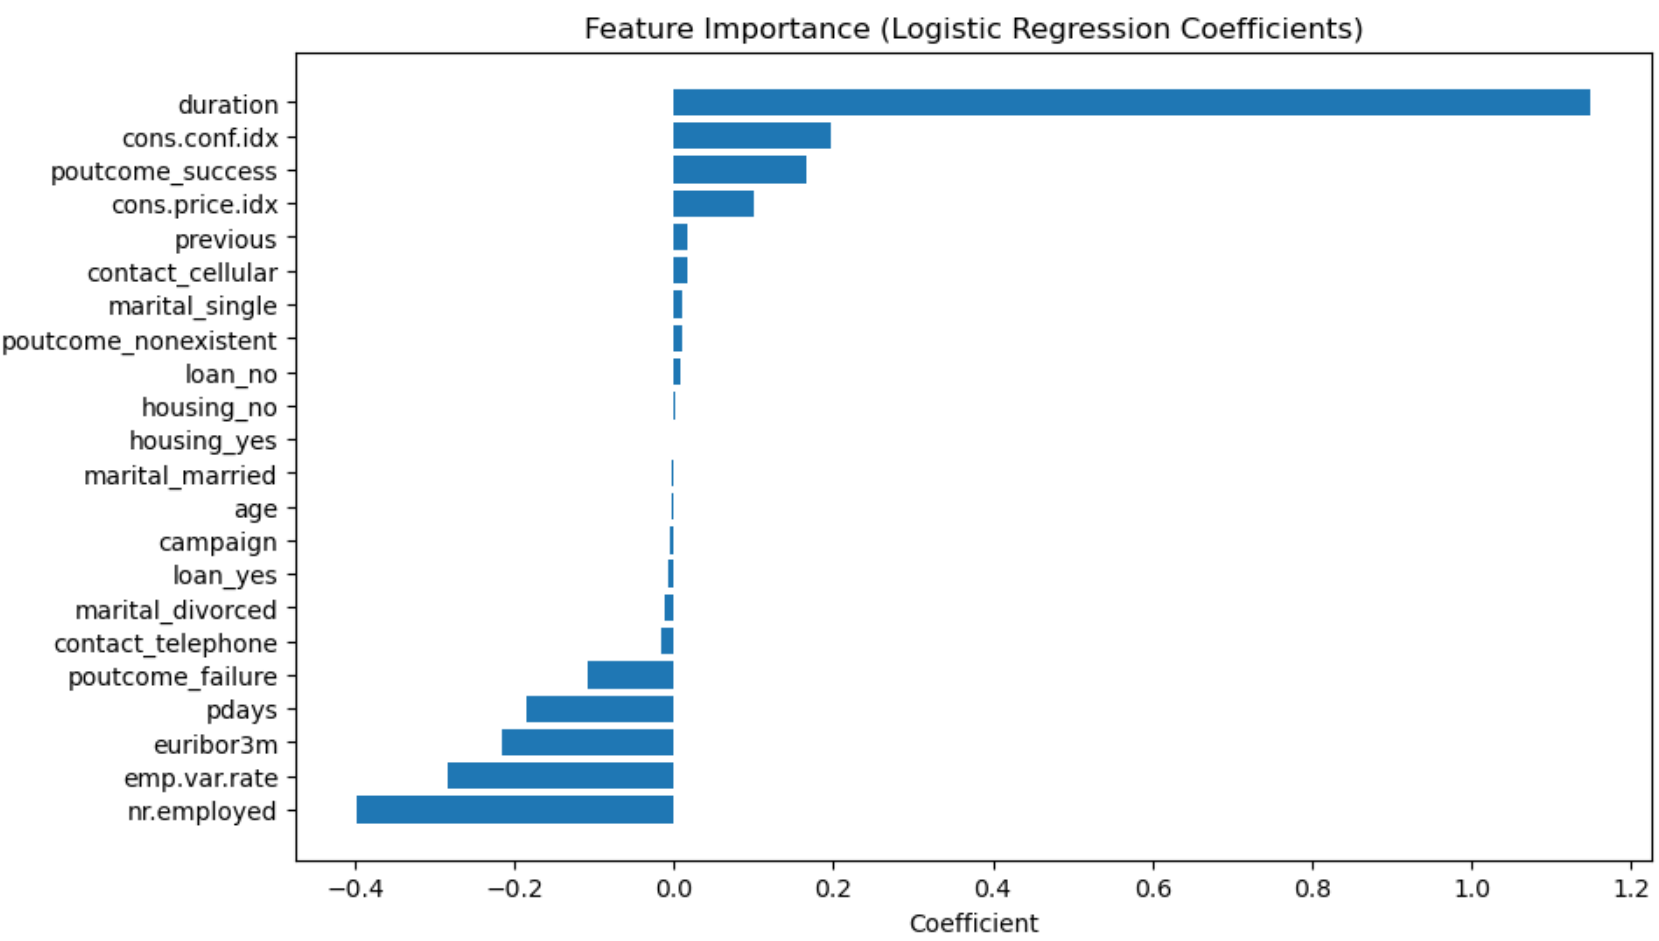 Feature Importance (Logistic Regression Coefficients)
duration
cons.conf.idx
poutcome_success
cons.price.idx
previous
contact_cellular
marital_single
poutcome_nonexistent
loan_no
housing_no
housing_yes
marital_married
age
campaign
loan_yes
marital_divorced
contact_telephone
poutcome_failure
pdays
euribor3m
emp.var.rate
nr.employed
−0.4 −0.2 0.0 0.2 0.4 0.6 0.8 1.0 1.2
Coefficient